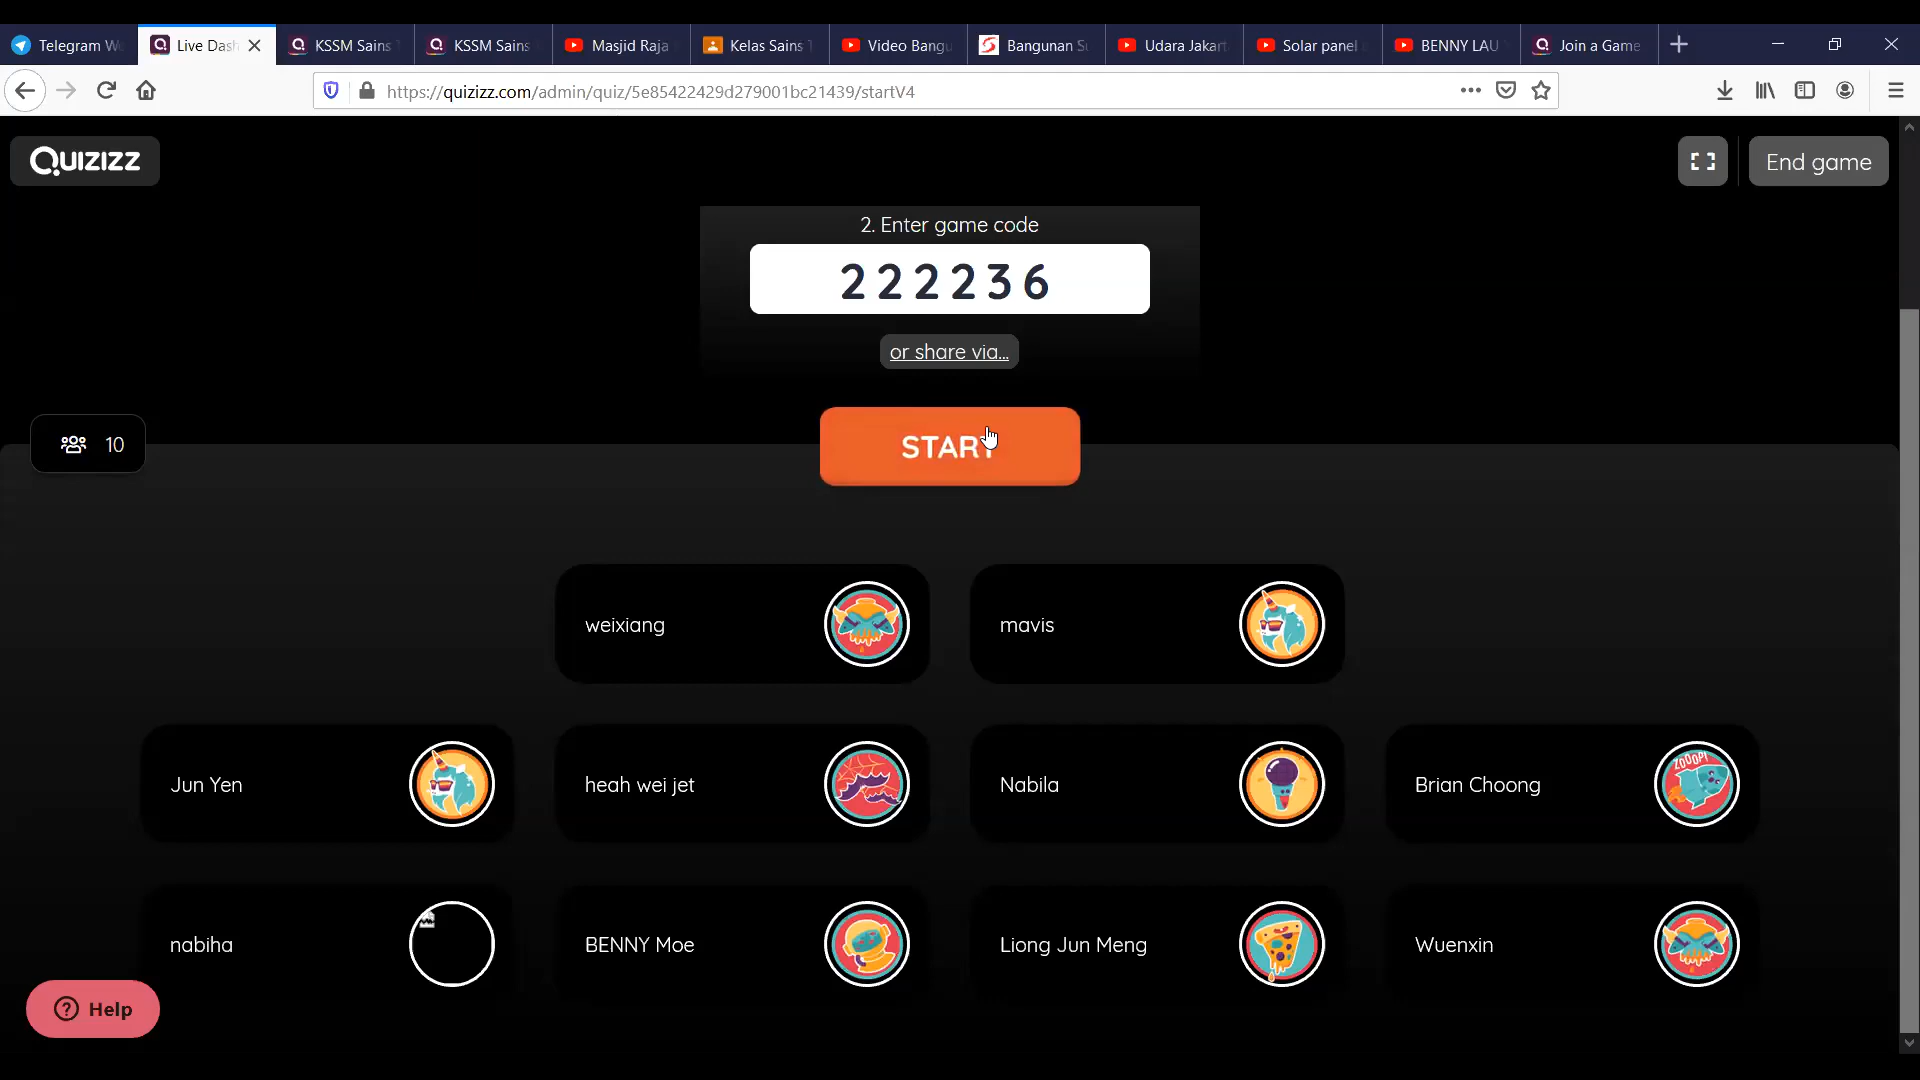 Telegram We
Live Dash
KSSM Sains T
KSSM Sains
Masjid Raja
Kelas Sains T
Video Bangu
Bangunan Su
Udara Jakart
Solar panel
BENNY LAU
Join a Game
https://quizizz.com/admin/quiz/5e85422429d279001bc21439/startV4
QUIZIZZ
End game
2. Enter game code
222236
or share via...
10
START
weixiang
mavis
Jun Yen
heah wei jet
Nabila
Brian Choong
ZOOOP!
nabiha
BENNY Moe
Liong Jun Meng
Wuenxin
Help